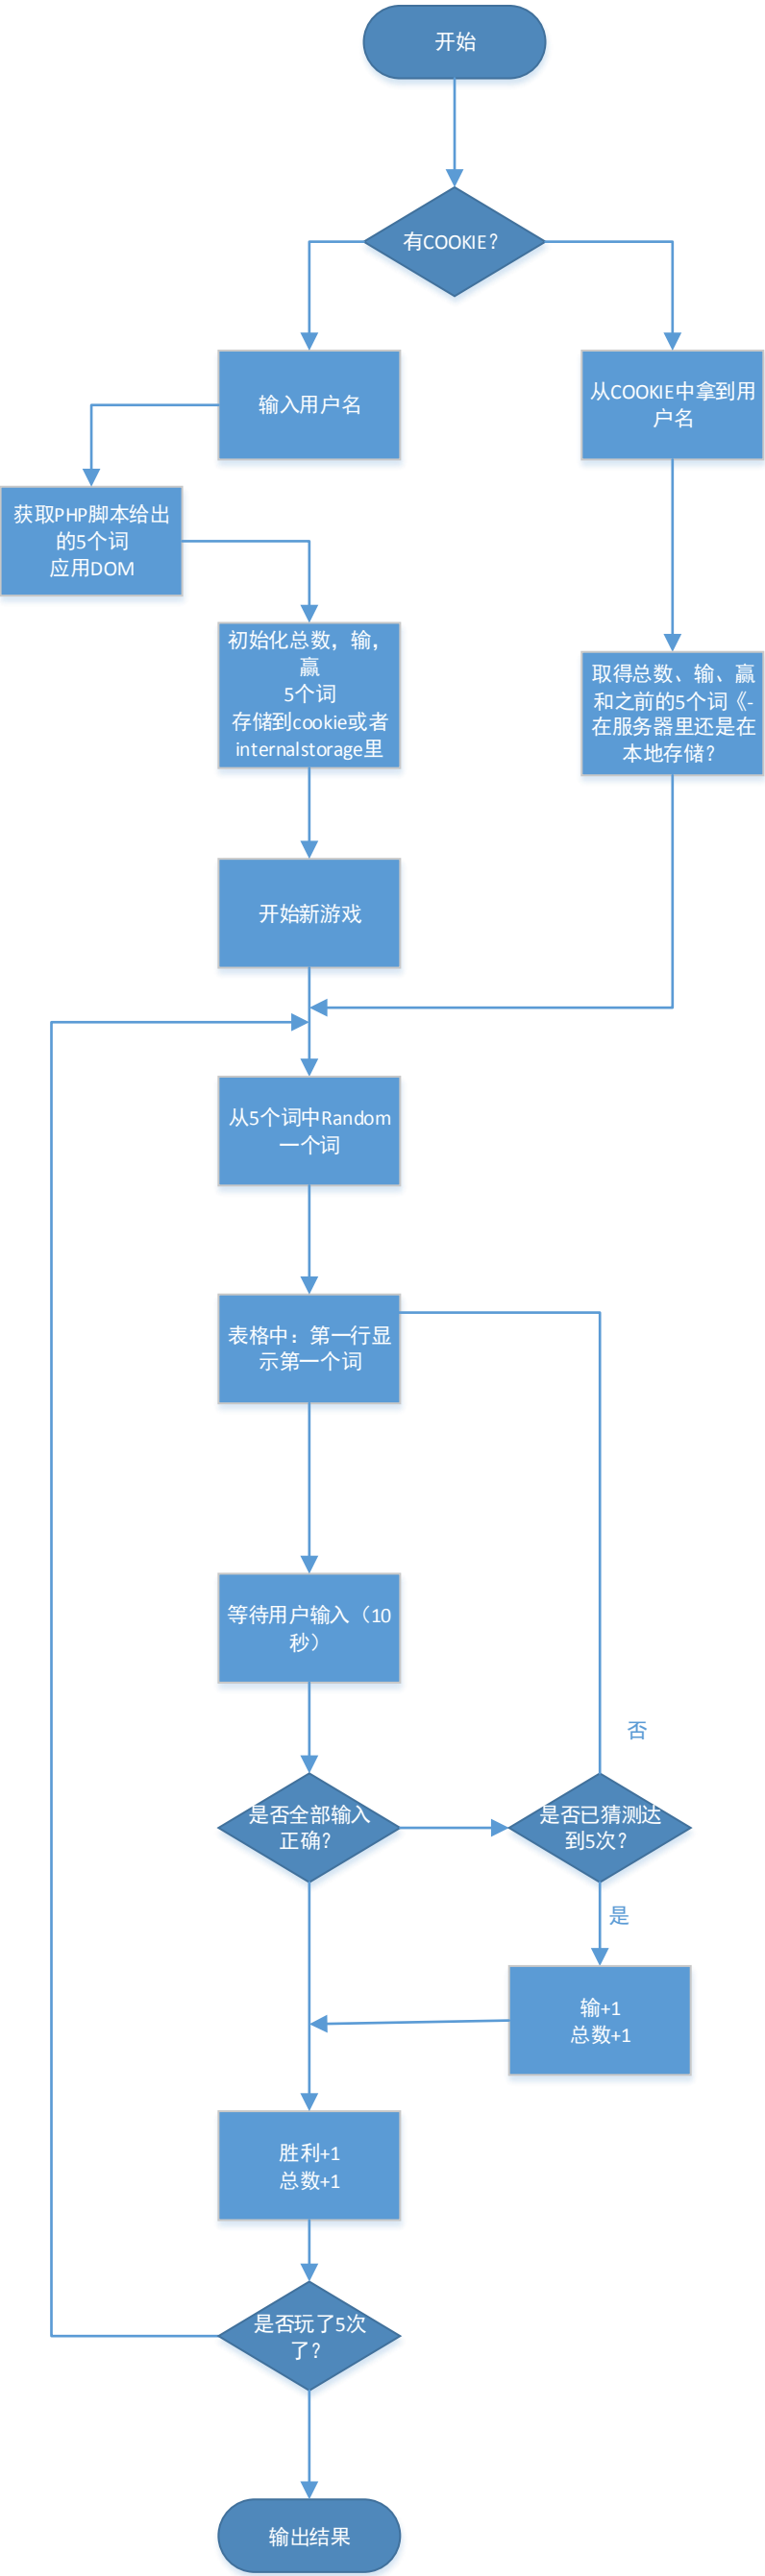 开始
有COOKIE？
输入用户名
从COOKIE中拿到用
户名
获取PHP脚本给出
的5个词
应用DOM
初始化总数，输，
赢
5个词
存储到cookie或者
internalstorage里
取得总数、输、赢
和之前的5个词《-
在服务器里还是在
本地存储？
开始新游戏
从5个词中Random
一个词
表格中：第一行显
示第一个词
等待用户输入（10
秒）
否
是否全部输入
正确？
是否已猜测达
到5次？
是
输+1
总数+1
胜利+1
总数+1
是否玩了5次
了？
输出结果